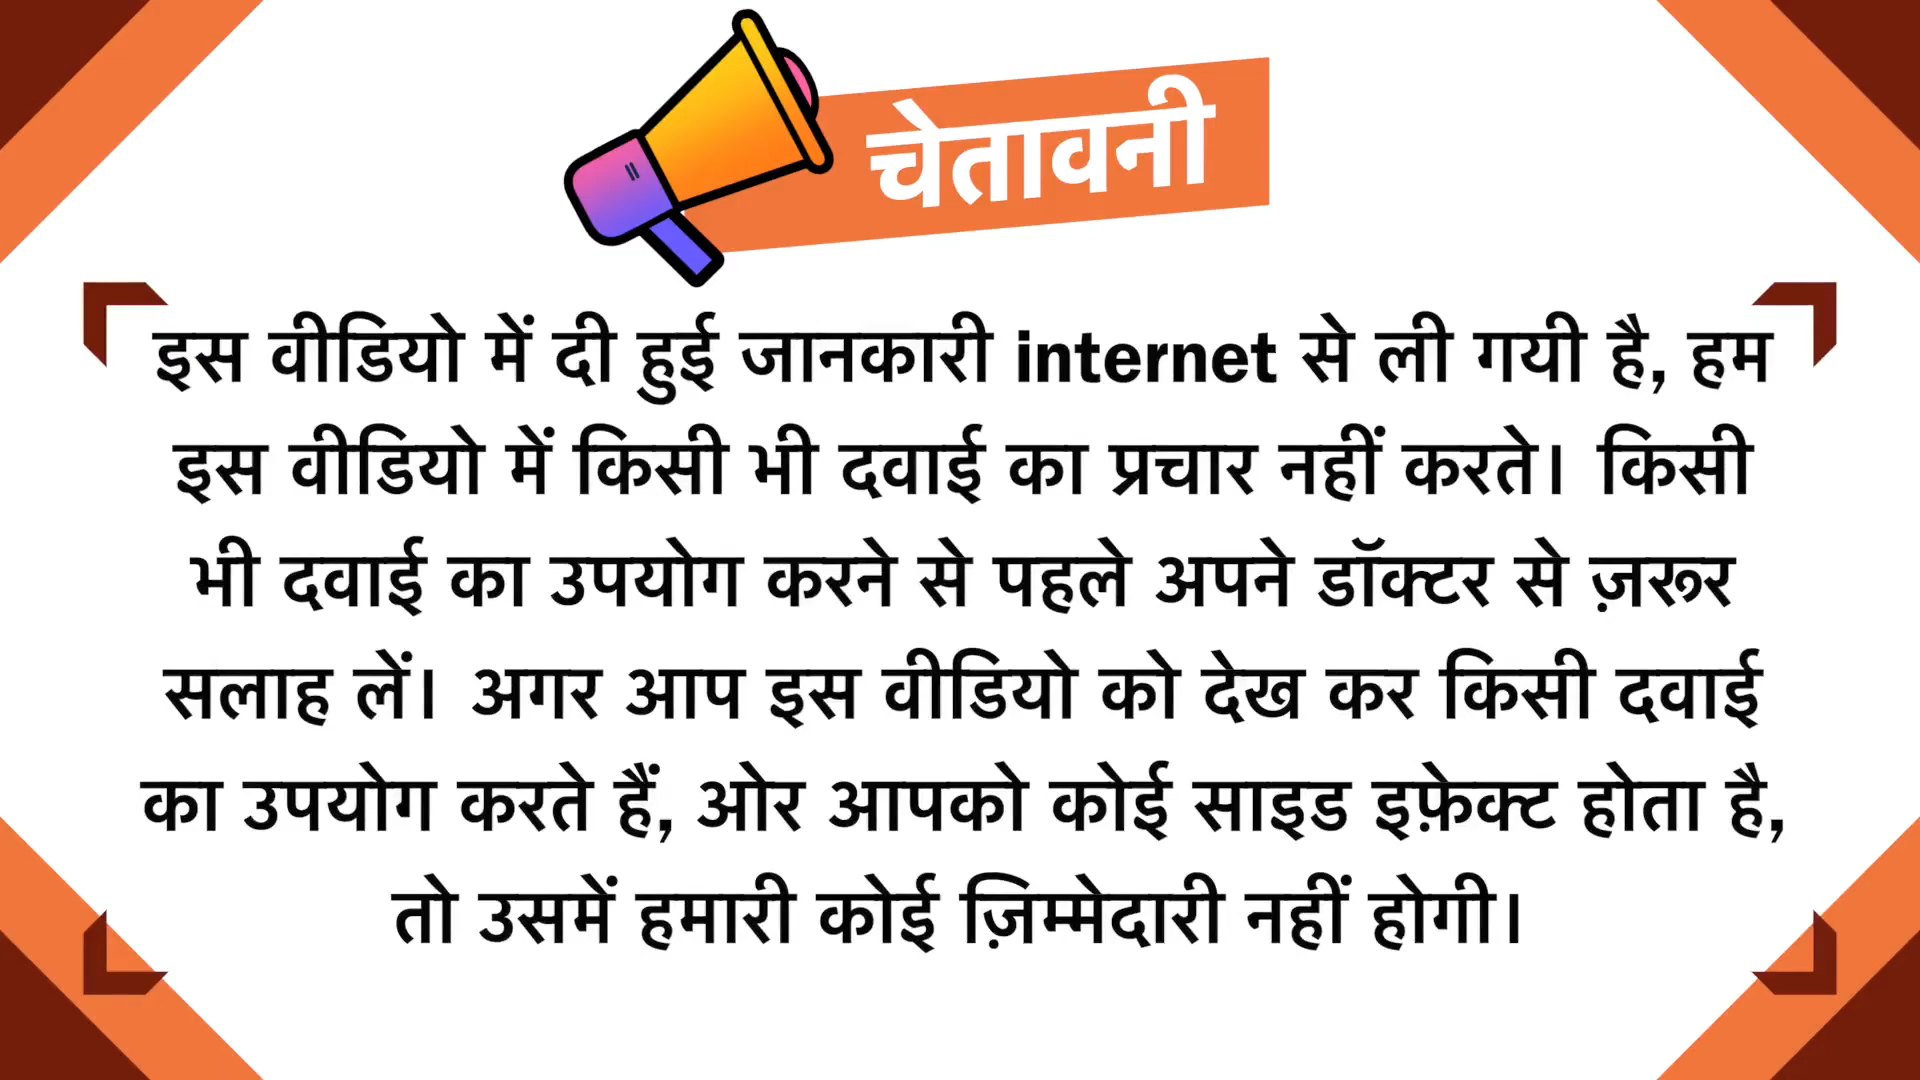 चेतावनी
इस वीडियो में दी हुई जानकारी internet से ली गयी है, हम
इस वीडियो में किसी भी दवाई का प्रचार नहीं करते। किसी
भी दवाई का उपयोग करने से पहले अपने डॉक्टर से ज़रूर
सलाह लें। अगर आप इस वीडियो को देख कर किसी दवाई
का उपयोग करते हैं, ओर आपको कोई साइड इफ़ेक्ट होता है,
तो उसमें हमारी कोई ज़िम्मेदारी नहीं होगी।